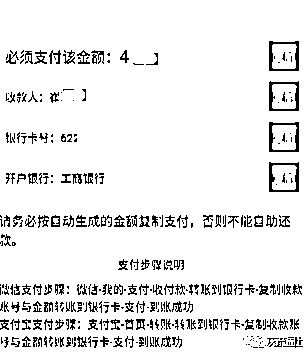 必须支付该金额：4
收款人：崔
银行卡号：622
开户银行：工商银行
请务必按自动生成的金额复制支付，否则不能自助还
款。
支付步骤说明
微信支付步骤：微信-我的-支付-收付款-转账到银行卡-复制收款
账号与金额转账到银行卡-支付-到账成功
支付宝支付步骤：支付宝-首页-转账-转账到银行卡-复制收款账
号与金额转账到银行卡-支付-到账成功